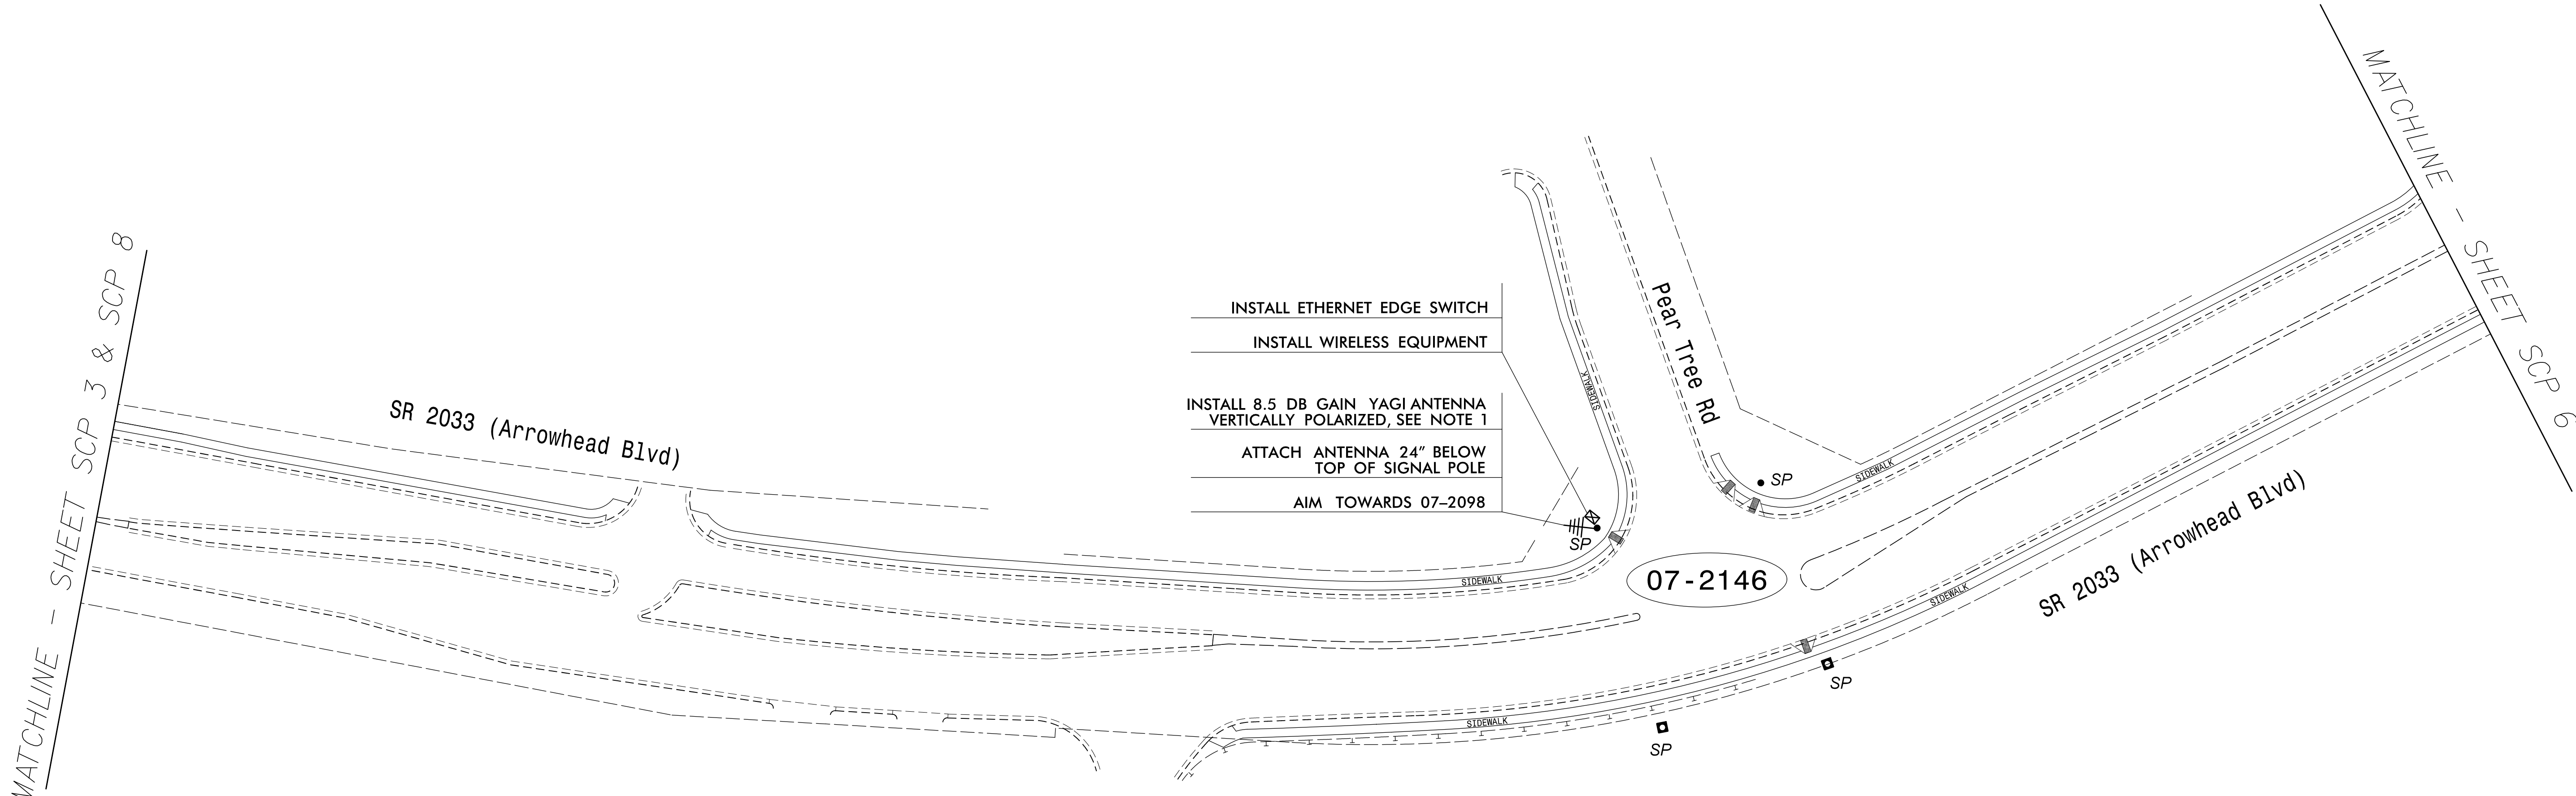 MATCHLINE - SHEET SCP 3 & SCP 8
SR 2033 (Arrowhead Blvd)
INSTALL ETHERNET EDGE SWITCH
INSTALL WIRELESS EQUIPMENT
INSTALL 8.5 DB GAIN YAGI ANTENNA
VERTICALLY POLARIZED, SEE NOTE 1
ATTACH ANTENNA 24" BELOW
TOP OF SIGNAL POLE
AIM TOWARDS 07-2098
SP
SIDEWALK
SIDEWALK
Pear Tree Rd
SP
SIDEWALK
07-2146
SIDEWALK
SIDEWALK
SP
SP
SR 2033 (Arrowhead Blvd)
MATCHLINE - SHEET SCP 6